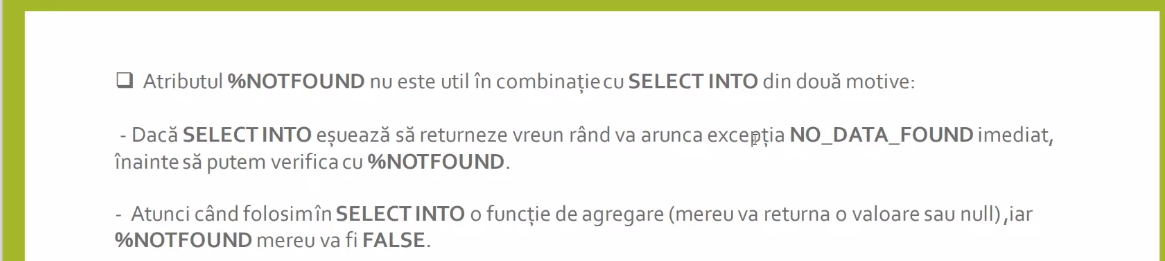 ❑ Atributul %NOTFOUND nu este util în combinație cu SELECT INTO din două motive:
- Dacă SELECT INTO eșuează să returneze vreun rând va arunca excepția NO_DATA_FOUND imediat,
înainte să putem verifica cu %NOTFOUND.
- Atunci când folosim în SELECT INTO o funcție de agregare (mereu va returna o valoare sau null) ,iar
%NOTFOUND mereu va fi FALSE.